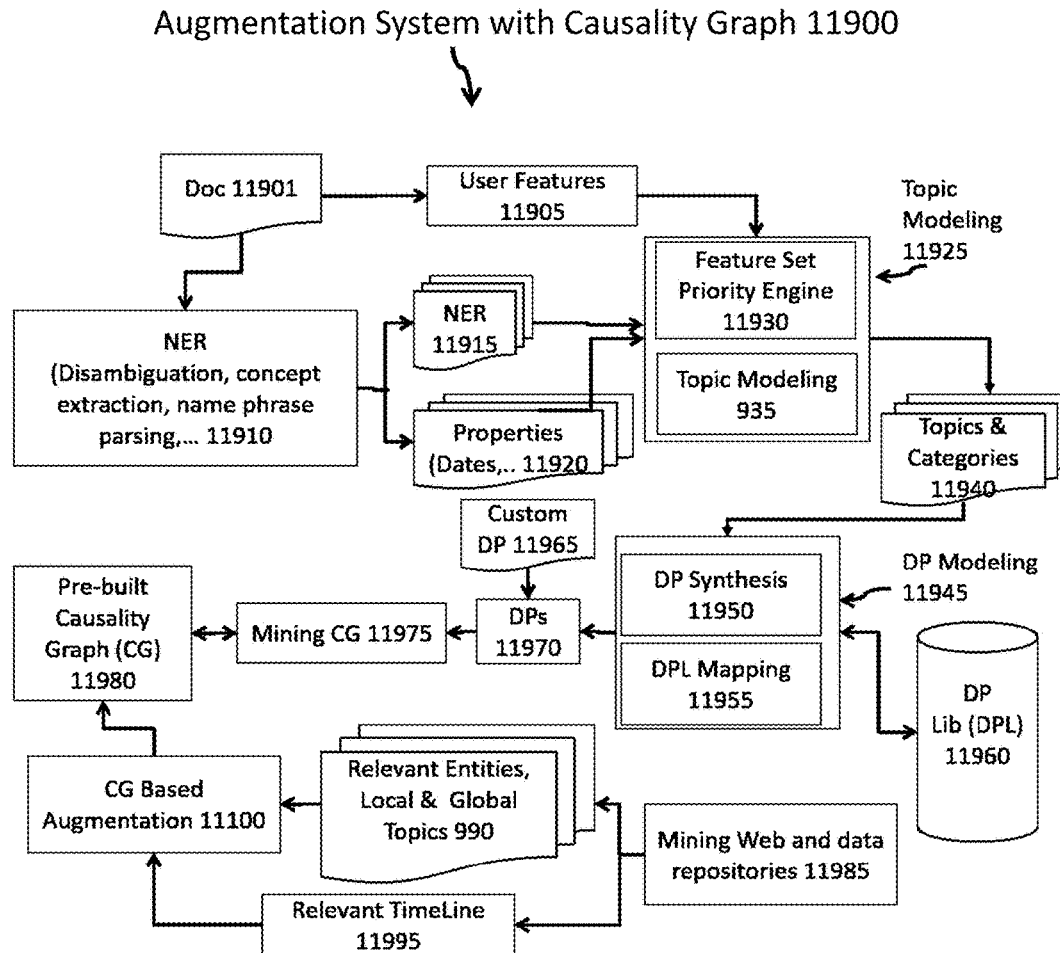 Augmentation System with Causality Graph 11900
Doc 11901
User Features
11905
Topic
Modeling
11925
Feature Set
Priority Engine
11930
NER
11915
NER
(Disambiguation, concept
extraction, name phrase
parsing,... 11910
Topic Modeling
935
Properties
(Dates,.. 11920
Topics &
Categories
11940
Custom
DP 11965
DP Synthesis
11950
DP Modeling
11945
Pre-built
Causality
Graph (CG)
11980
Mining CG 11975
DPs
11970
DPL Mapping
11955
DP
Lib (DPL)
11960
Relevant Entities,
Local & Global
Topics 990
CG Based
Augmentation 11100
Mining Web and data
repositories 11985
Relevant TimeLine
11995